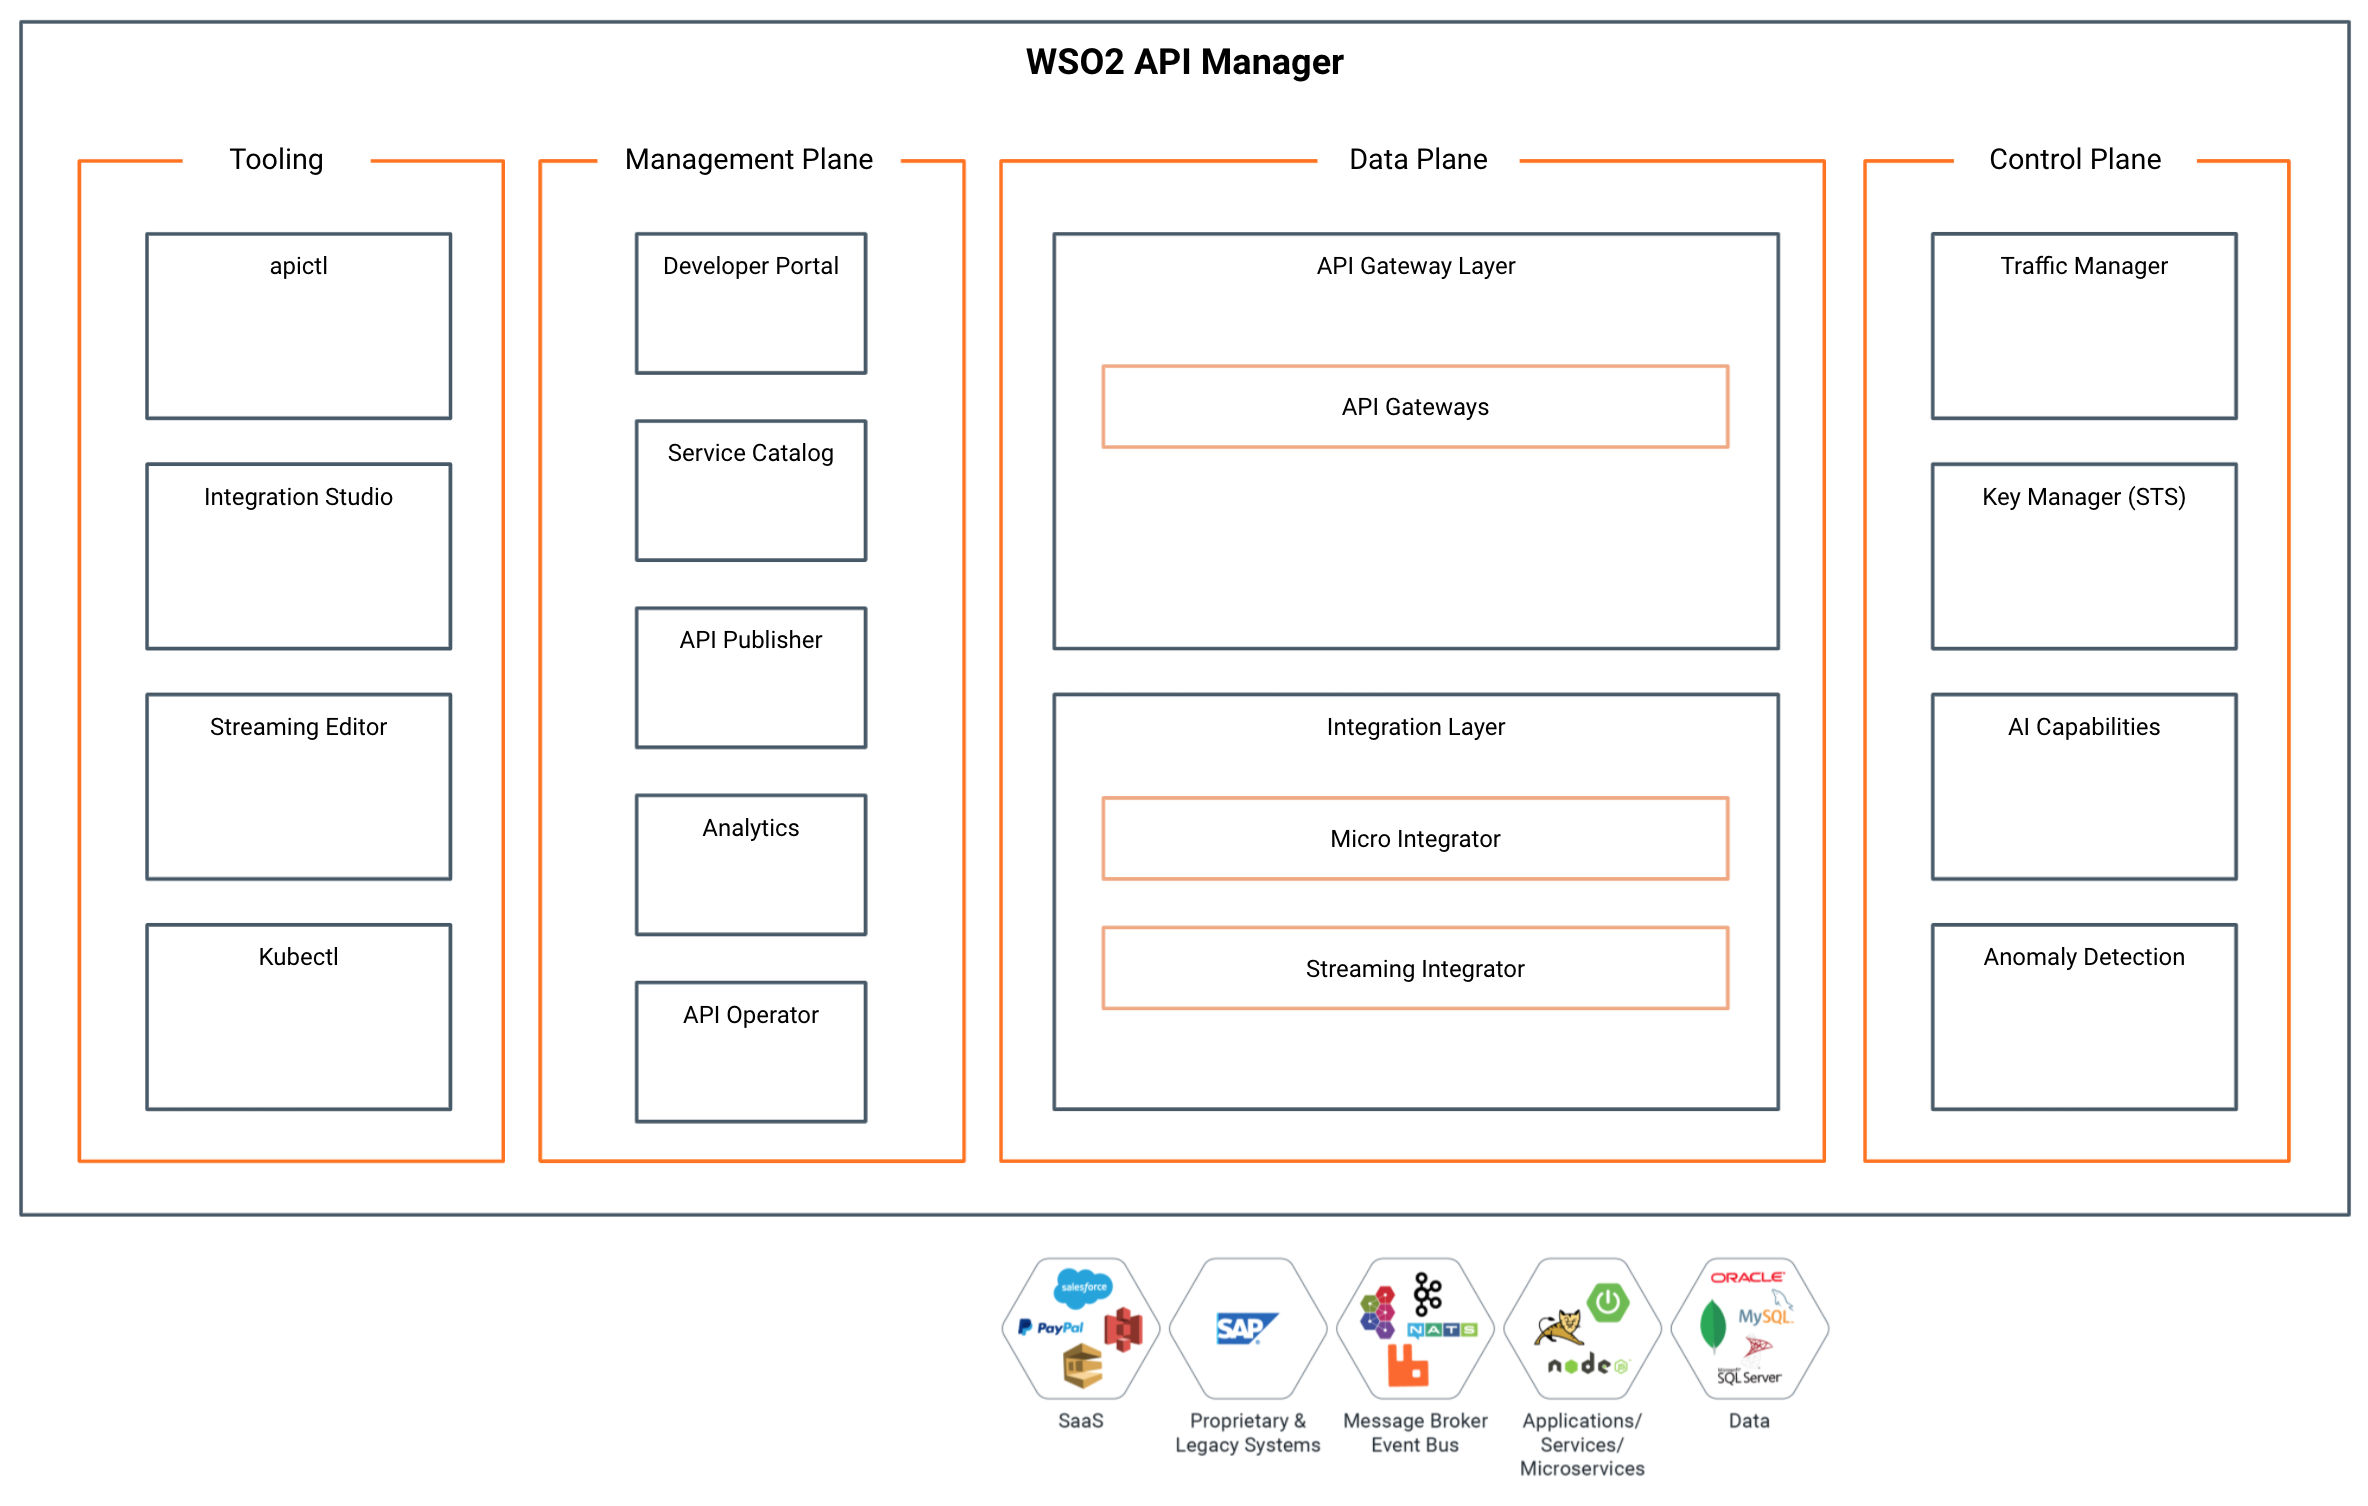 WSO2 API Manager
Tooling
apictl
Integration Studio
Streaming Editor
Kubectl
Management Plane
Developer Portal
Service Catalog
API Publisher
Analytics
API Operator
Data Plane
API Gateway Layer
API Gateways
Integration Layer
Micro Integrator
Streaming Integrator
Control Plane
Traffic Manager
Key Manager (STS)
AI Capabilities
Anomaly Detection
salesforce
PayPal
SaaS
SAP
Proprietary &
Legacy Systems
NATS
Message Broker
Event Bus
node
JS
Applications/
Services/
Microservices
ORACLE
MySQL
Microsoft
SQL Server
Data